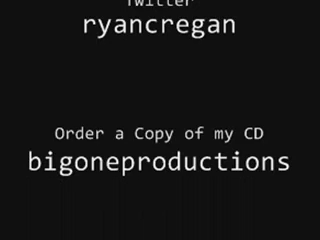 Twitter
ryancregan
Order a Copy of my CD
bigoneproductions